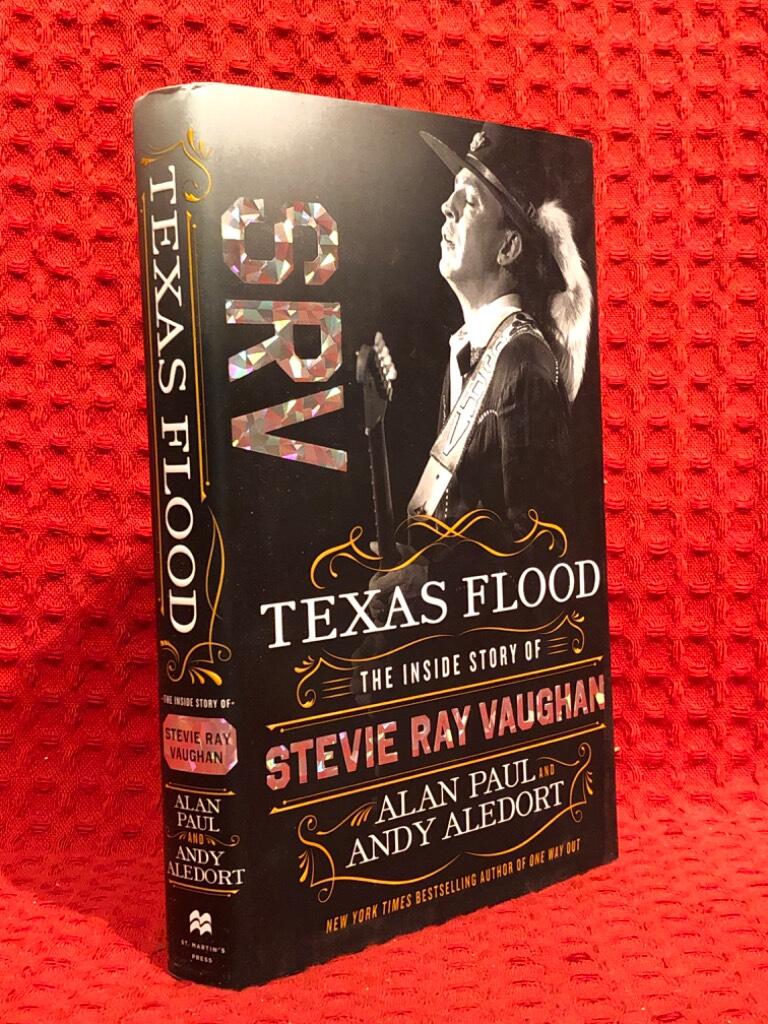 TEXAS FLOOD
THE INSIDE STORY OF
STEVIE RAY
VAUGHAN
ALAN
PAUL
AND
ANDY
ALEDORT
ST. MARTIN'S
PRESS
SRV
TEXAS FLOOD
THE INSIDE STORY OF
STEVIE RAY VAUGHAN
ALAN PAUL AND
ANDY ALEDORT
NEW YORK TIMES BESTSELLING AUTHOR OF ONE WAY OUT